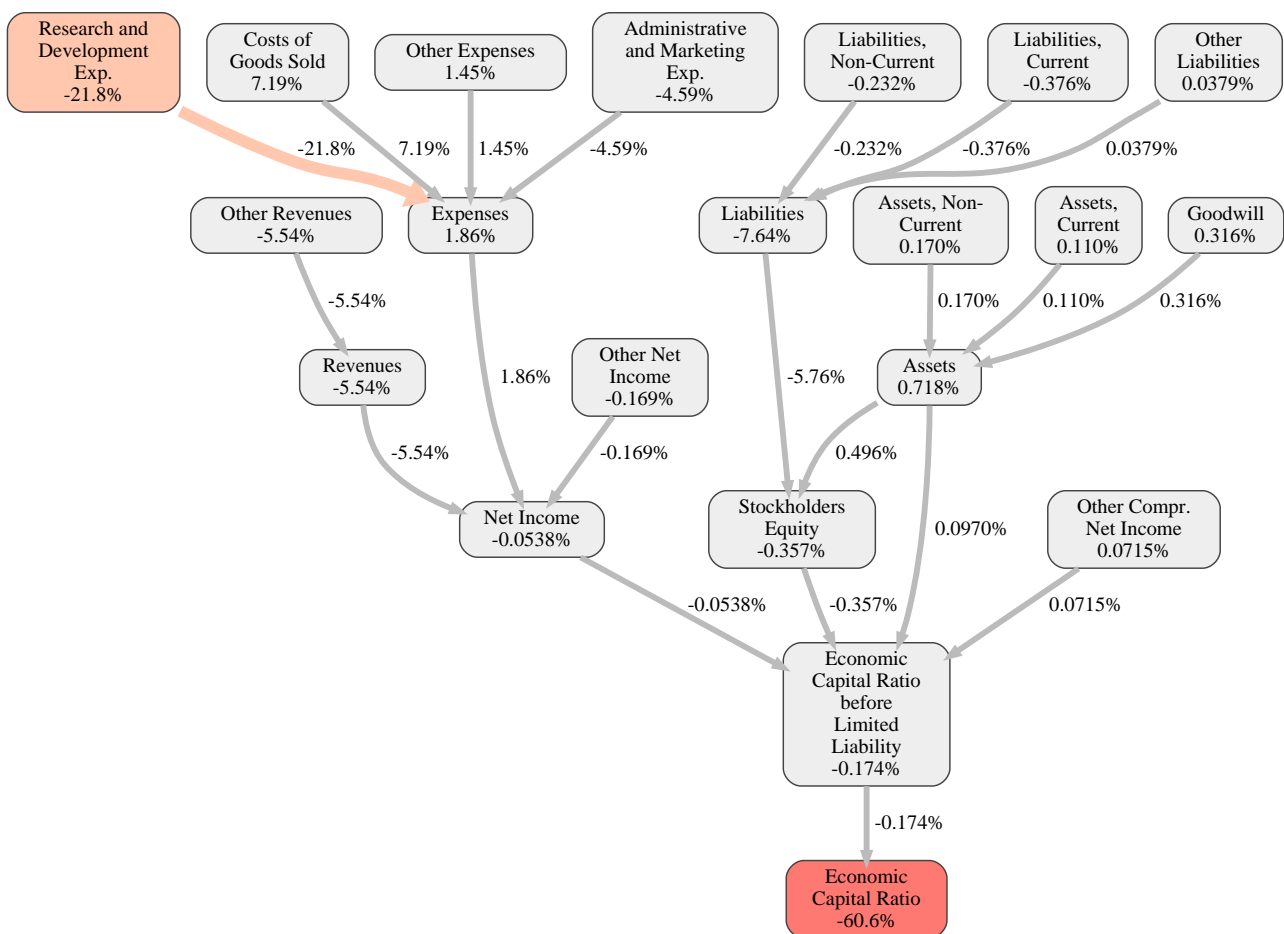 Research and
Development
Exp.
-21.8%
Costs of
Goods Sold
7.19%
Other Expenses
1.45%
Administrative
and Marketing
Exp.
-4.59%
Liabilities,
Non-Current
-0.232%
Liabilities,
Current
-0.376%
Other
Liabilities
0.0379%
-21.8%
7.19%
1.45%
-4.59%
-0.232%
-0.376%
0.0379%
Other Revenues
-5.54%
Expenses
1.86%
Liabilities
-7.64%
Assets, Non-
Current
0.170%
Assets,
Current
0.110%
Goodwill
0.316%
-5.54%
0.170%
0.110%
0.316%
Revenues
-5.54%
1.86%
Other Net
Income
-0.169%
-5.76%
Assets
0.718%
-5.54%
-0.169%
0.496%
Net Income
-0.0538%
Stockholders
Equity
-0.357%
0.0970%
Other Compr.
Net Income
0.0715%
-0.0538%
-0.357%
0.0715%
Economic
Capital Ratio
before
Limited
Liability
-0.174%
-0.174%
Economic
Capital Ratio
-60.6%